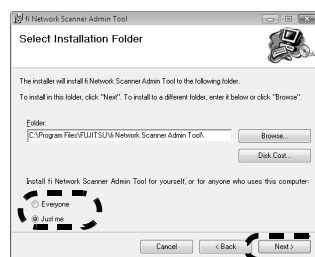 fi Network Scanner Admin Tool
Select Installation Folder
The installer will install fi Network Scanner Admin Tool to the following folder.
To install in this folder, click "Next". To install to a different folder, enter it below or click "Browse".
Folder:
C:\Program Files\FUJITSU\fi Network Scanner Admin Tool\
Browse...
Disk Cost...
Install fi Network Scanner Admin Tool for yourself, or for anyone who uses this computer:
Everyone
Just me
Cancel
< Back
Next >